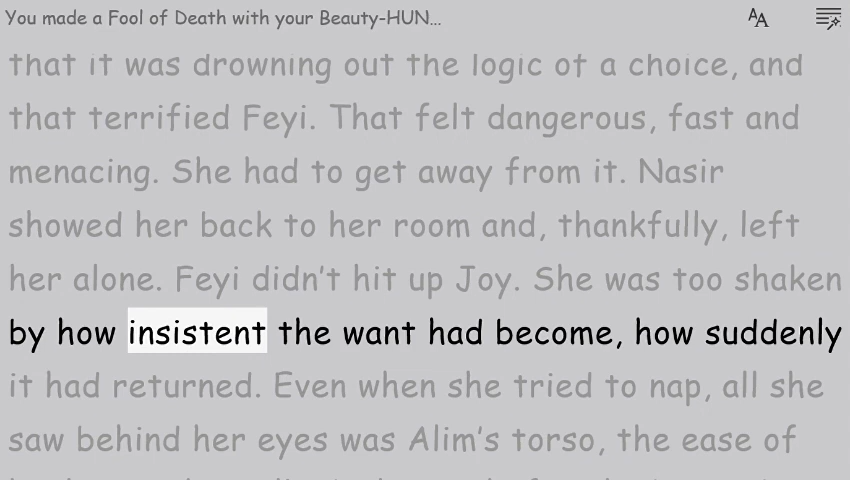 You made a Fool of Death with your Beauty-HUN...
AA
that it was drowning out the logic of a choice, and
that terrified Feyi. That felt dangerous, fast and
menacing. She had to get away from it. Nasir
showed her back to her room and, thankfully, left
her alone. Feyi didn't hit up Joy. She was too shaken
by how insistent the want had become, how suddenly
it had returned. Even when she tried to nap, all she
saw behind her eyes was Alim's torso, the ease of